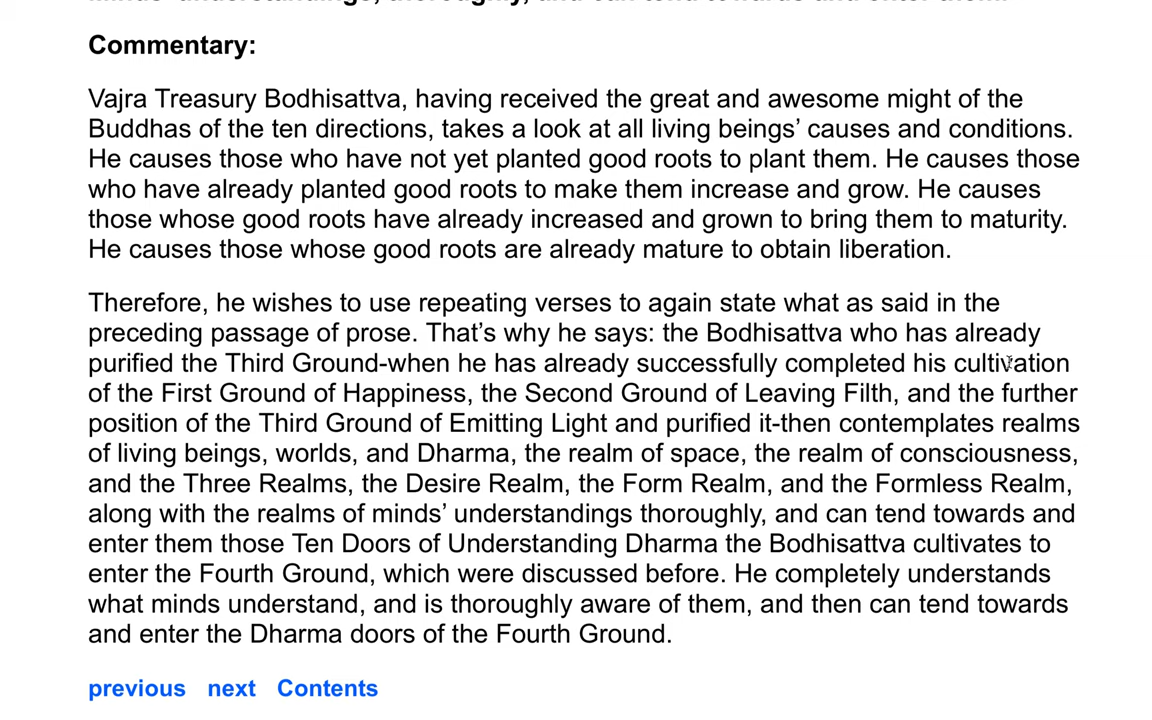 Commentary:
Vajra Treasury Bodhisattva, having received the great and awesome might of the
Buddhas of the ten directions, takes a look at all living beings’ causes and conditions.
He causes those who have not yet planted good roots to plant them. He causes those
who have already planted good roots to make them increase and grow. He causes
those whose good roots have already increased and grown to bring them to maturity.
He causes those whose good roots are already mature to obtain liberation.
Therefore, he wishes to use repeating verses to again state what as said in the
preceding passage of prose. That’s why he says: the Bodhisattva who has already
purified the Third Ground-when he has already successfully completed his cultivation
of the First Ground of Happiness, the Second Ground of Leaving Filth, and the further
position of the Third Ground of Emitting Light and purified it-then contemplates realms
of living beings, worlds, and Dharma, the realm of space, the realm of consciousness,
and the Three Realms, the Desire Realm, the Form Realm, and the Formless Realm,
along with the realms of minds’ understandings thoroughly, and can tend towards and
enter them those Ten Doors of Understanding Dharma the Bodhisattva cultivates to
enter the Fourth Ground, which were discussed before. He completely understands
what minds understand, and is thoroughly aware of them, and then can tend towards
and enter the Dharma doors of the Fourth Ground.
previous next Contents